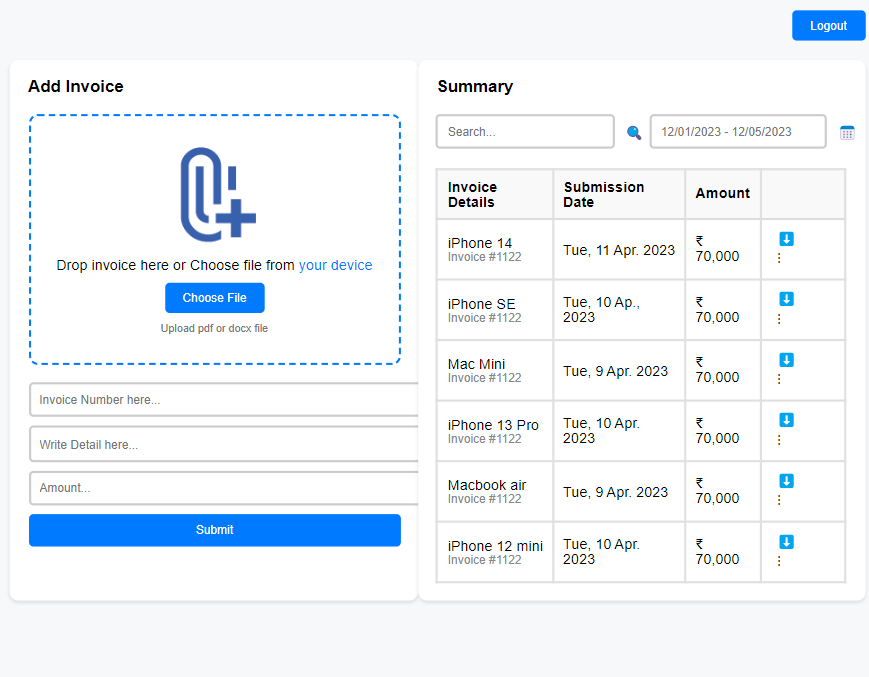 Logout
Add Invoice
Drop invoice here or Choose file from your device
Choose File
Upload pdf or docx file
Invoice Number here...
Write Detail here...
Amount...
Submit
Summary
Search...
12/01/2023 - 12/05/2023
Invoice
Details
Submission
Date
Amount
iPhone 14
Invoice #1122
Tue, 11 Apr. 2023
₹
70,000
iPhone SE
Invoice #1122
Tue, 10 Ap.,
2023
₹
70,000
Mac Mini
Invoice #1122
Tue, 9 Apr. 2023
₹
70,000
iPhone 13 Pro
Invoice #1122
Tue, 10 Apr.
2023
₹
70,000
Macbook air
Invoice #1122
Tue, 9 Apr. 2023
₹
70,000
iPhone 12 mini
Invoice #1122
Tue, 10 Apr.
2023
₹
70,000